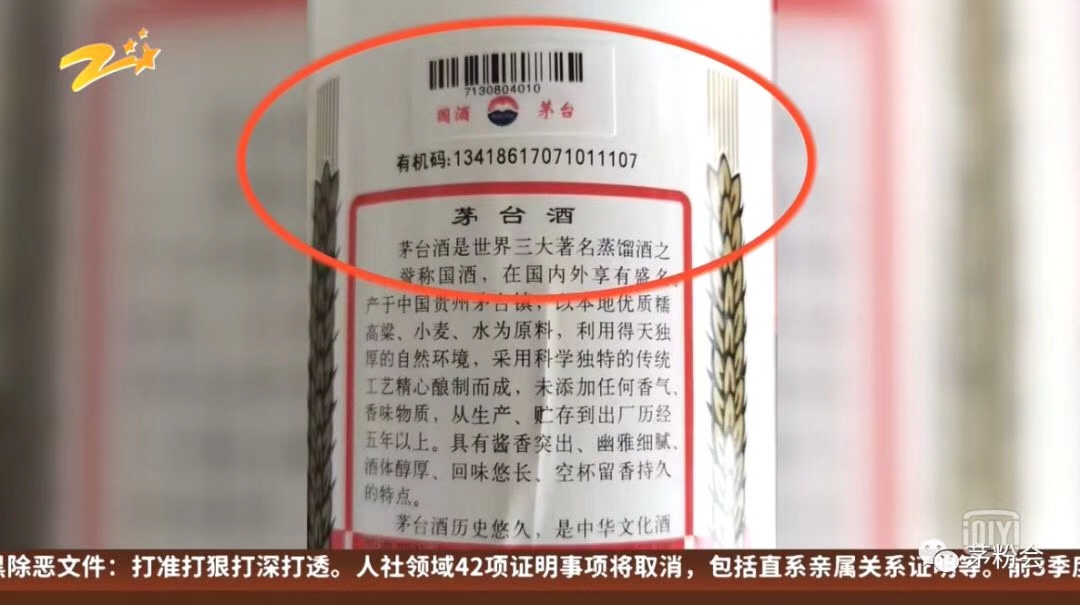 7130804010
国酒 茅台
有机码:13418617071011107
茅台酒
茅台酒是世界三大著名蒸馏酒之
誉称国酒，在国内外享有盛名。
产于中国贵州茅台镇，以本地优质糯
高粱、小麦、水为原料，利用得天独
厚的自然环境，采用科学独特的传统
工艺精心酿制而成，未添加任何香气、
香味物质，从生产、贮存到出厂历经
五年以上。具有酱香突出、幽雅细腻、
酒体醇厚、回味悠长、空杯留香持久
的特点。
茅台酒历史悠久，是中华文化酒
除恶文件：打准打狠打深打透。人社领域42项证明事项将取消，包括直系亲属关系证明等。前3季度
iQIYI
茅粉会